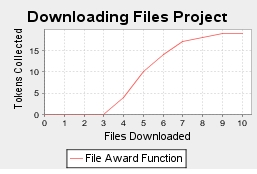 Downloading Files Project
Tokens Collected
15
10
5
0
0 1 2 3 4 5 6 7 8 9 10
Files Downloaded
File Award Function